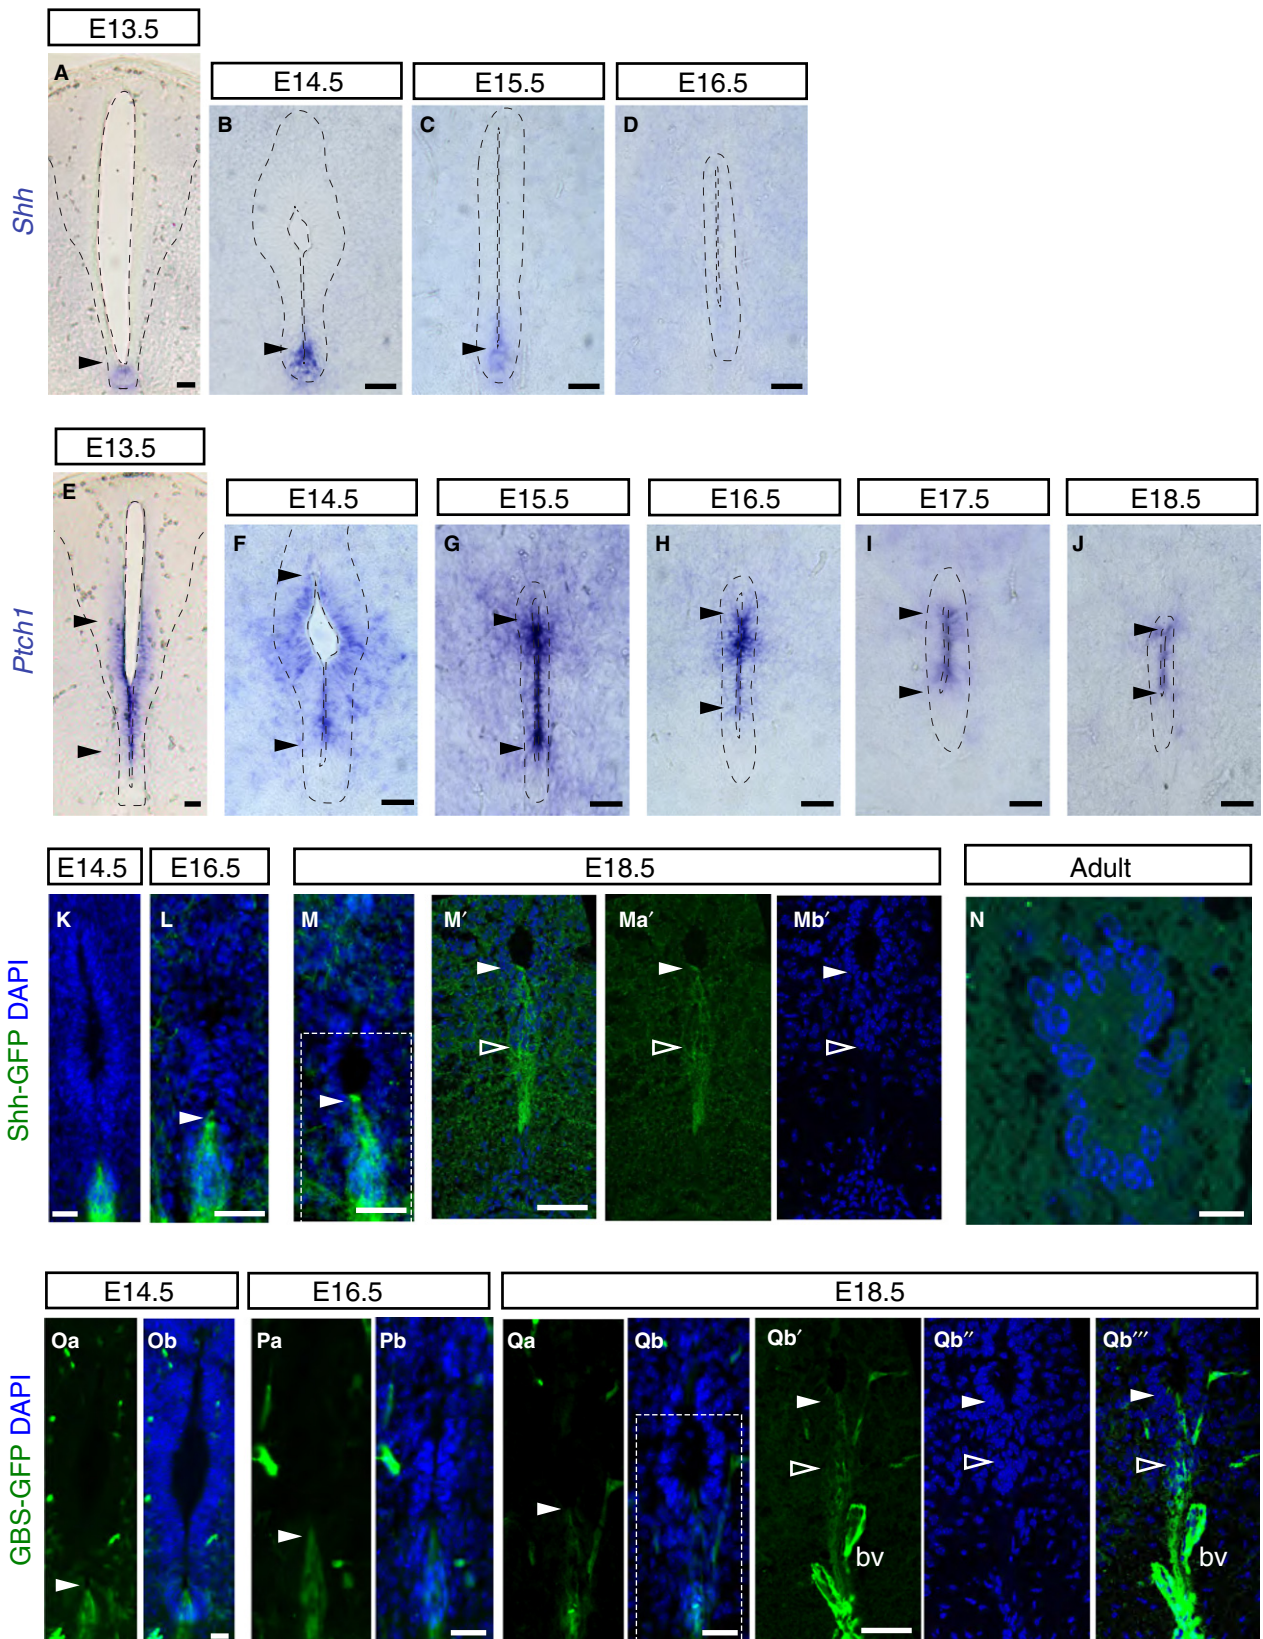 E13.5
A
E14.5
E15.5
E16.5
B
C
D
Shh
E13.5
E
E14.5
E15.5
E16.5
E17.5
E18.5
F
G
H
I
J
Ptch1
E14.5
E16.5
E18.5
Adult
K
L
M
M′
Ma′
Mb′
N
Shh-GFP DAPI
E14.5
E16.5
E18.5
Oa
Ob
Pa
Pb
Qa
Qb
Qb′
Qb″
Qb‴
bv
bv
GBS-GFP DAPI